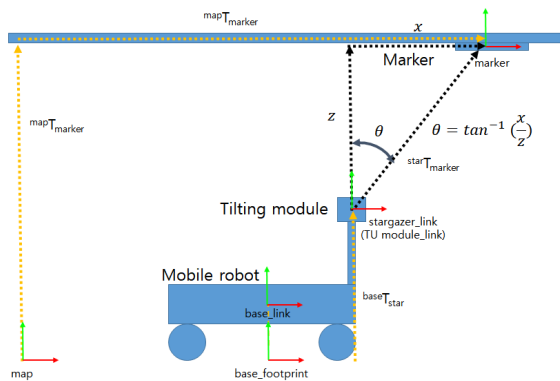 mapTmarker
x
Marker
marker
mapTmarker
z
θ
θ = tan⁻¹ (x/z)
starTmarker
Tilting module
stargazer_link
(TU module_link)
Mobile robot
base_link
baseTstar
map
base_footprint